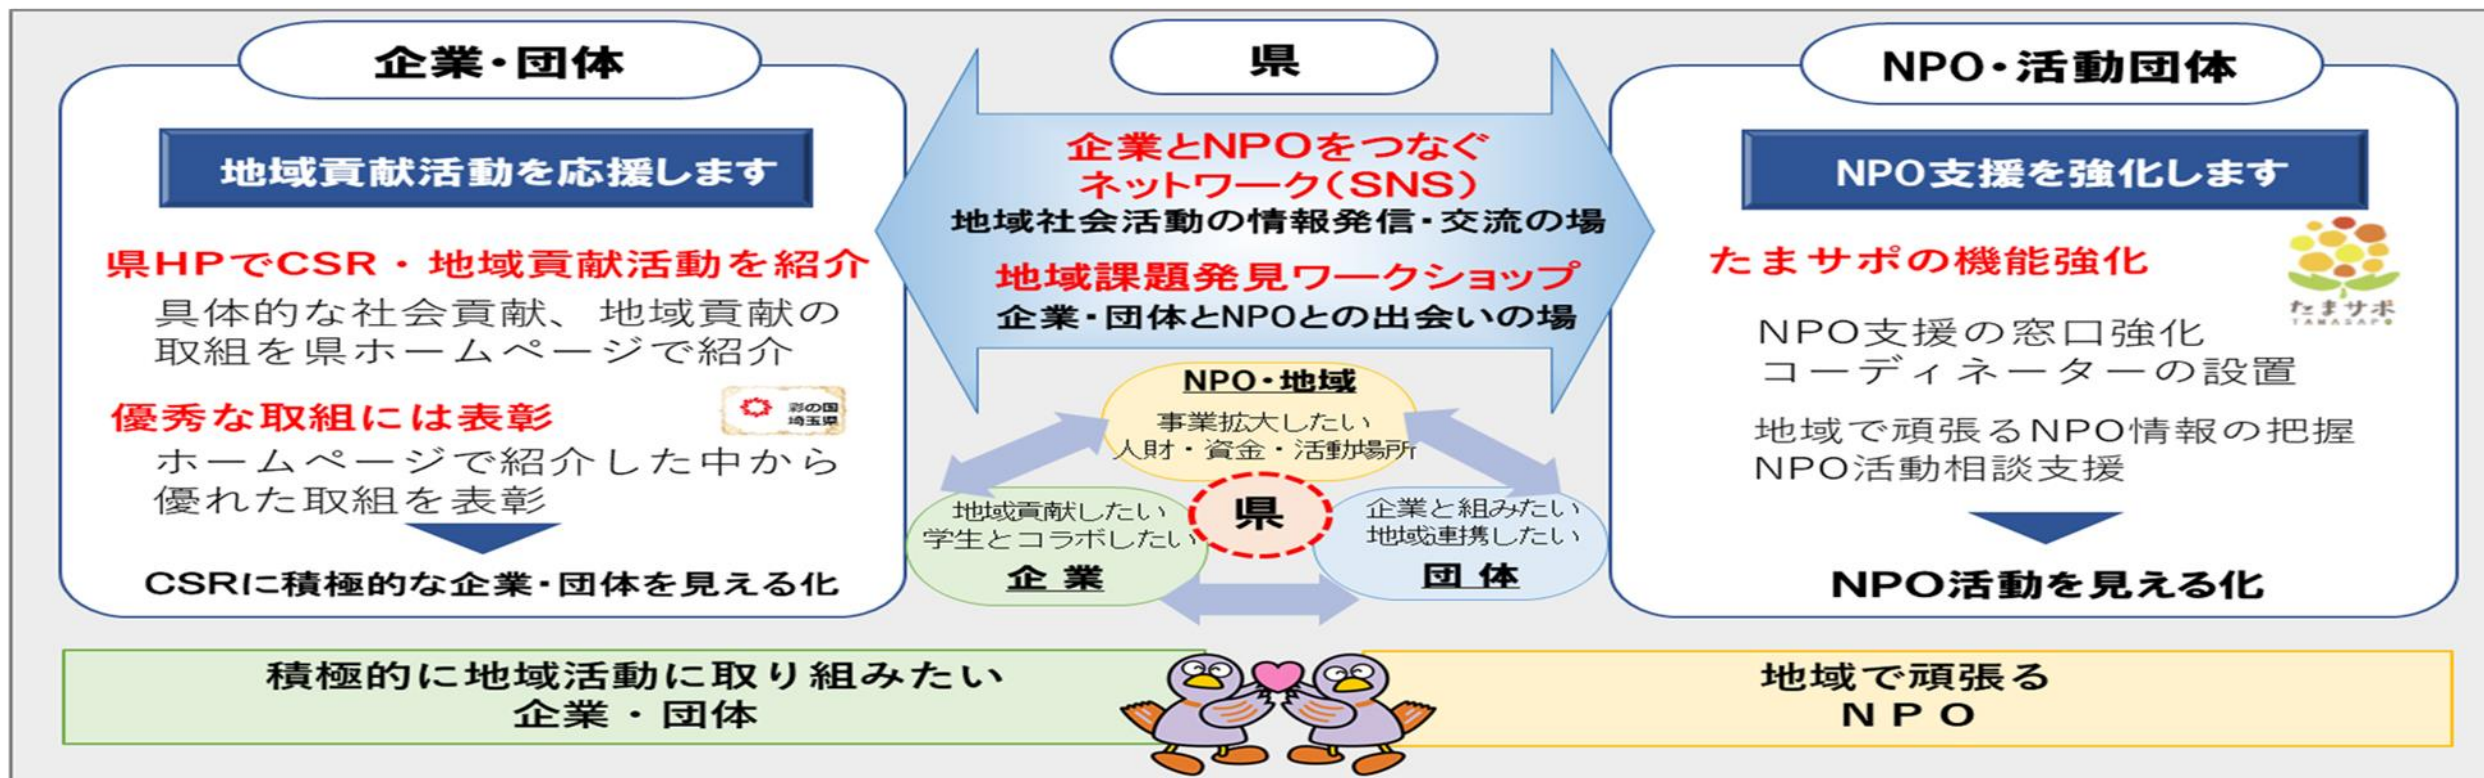 企業・団体
地域貢献活動を応援します
県HPでCSR・地域貢献活動を紹介
具体的な社会貢献、地域貢献の
取組を県ホームページで紹介
優秀な取組には表彰
彩の国
埼玉県
ホームページで紹介した中から
優れた取組を表彰
CSRに積極的な企業・団体を見える化
県
企業とNPOをつなぐ
ネットワーク(SNS)
地域社会活動の情報発信・交流の場
地域課題発見ワークショップ
企業・団体とNPOとの出会いの場
NPO・地域
事業拡大したい
人財・資金・活動場所
県
地域貢献したい
学生とコラボしたい
企業
企業と組みたい
地域連携したい
団体
NPO・活動団体
NPO支援を強化します
たまサポの機能強化
たまサポ
TAMASAPO
NPO支援の窓口強化
コーディネーターの設置
地域で頑張るNPO情報の把握
NPO活動相談支援
NPO活動を見える化
積極的に地域活動に取り組みたい
企業・団体
地域で頑張る
NPO